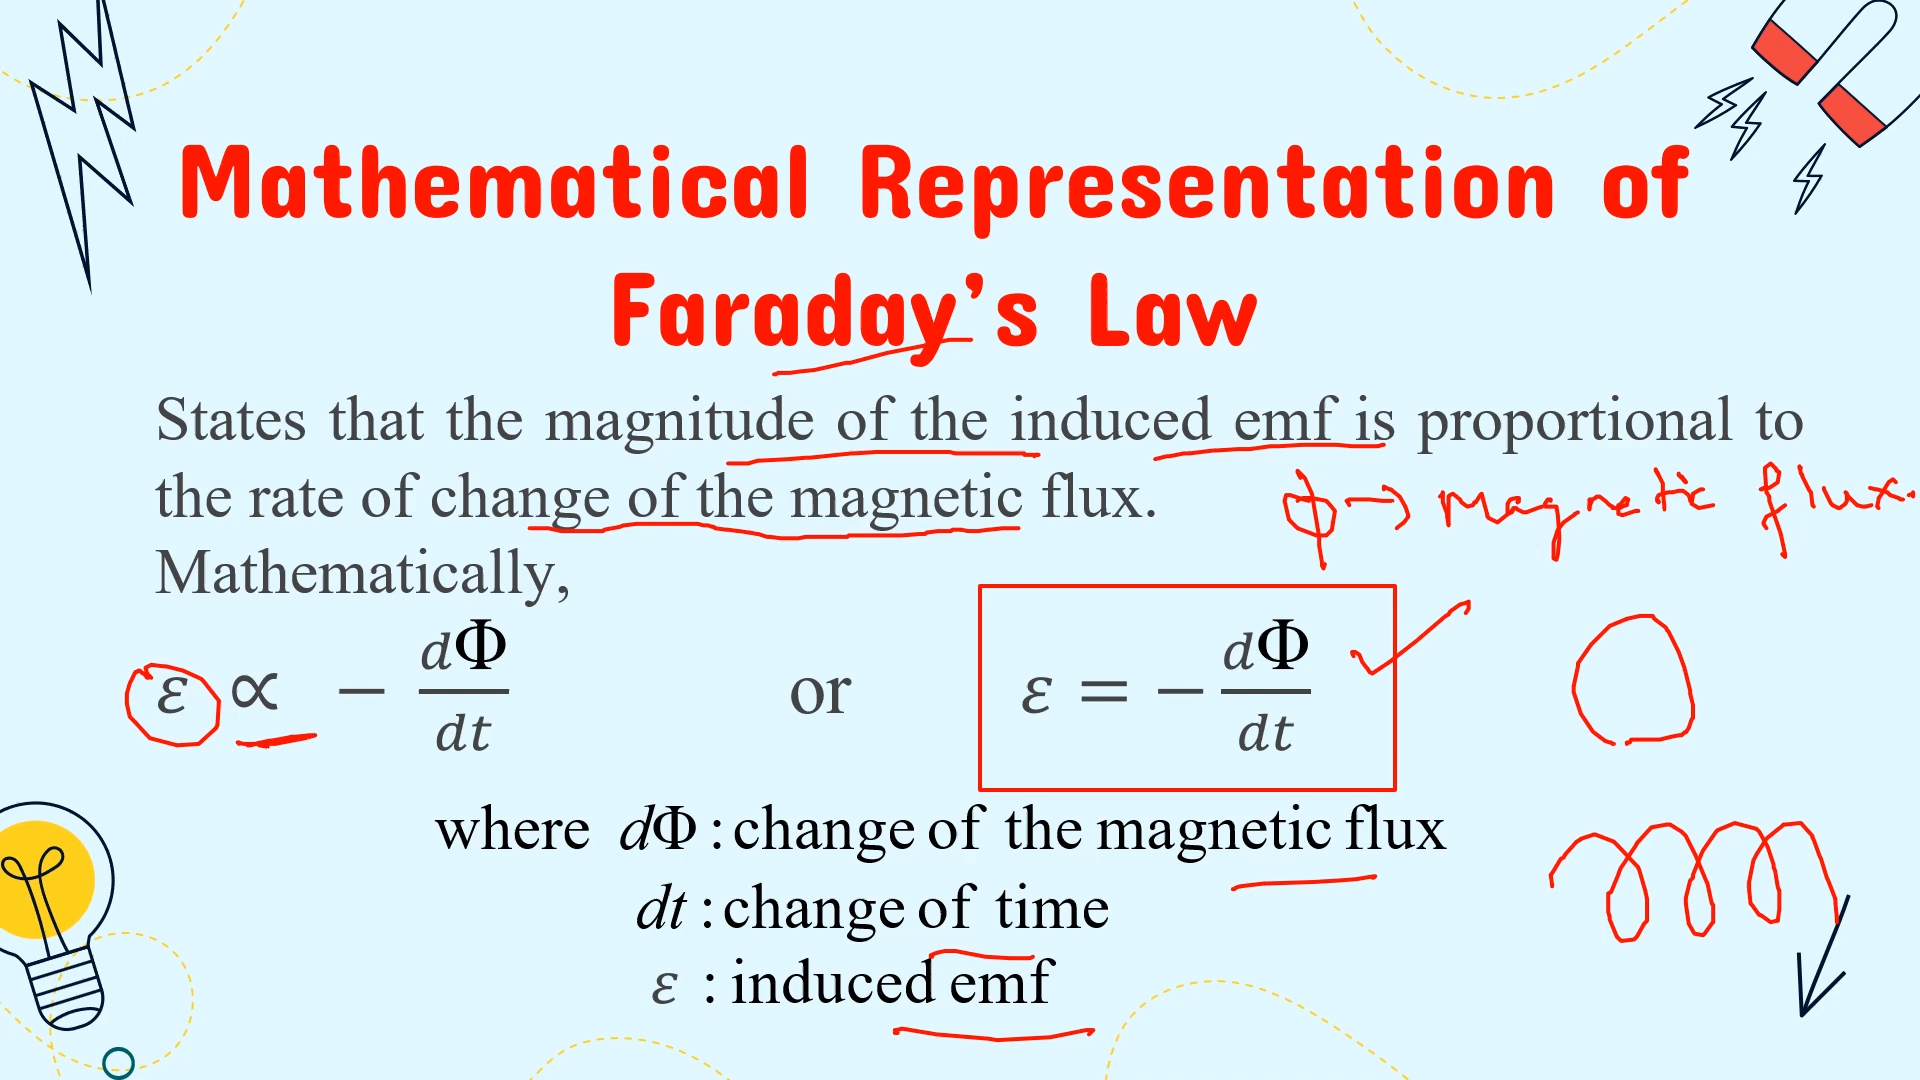 Mathematical Representation of
Faraday’s Law
States that the magnitude of the induced emf is proportional to
the rate of change of the magnetic flux.
ϕ → magnetic flux.
Mathematically,
ε ∝ − dΦ/dt or ε = − dΦ/dt
where dΦ : change of the magnetic flux
dt : change of time
ε : induced emf